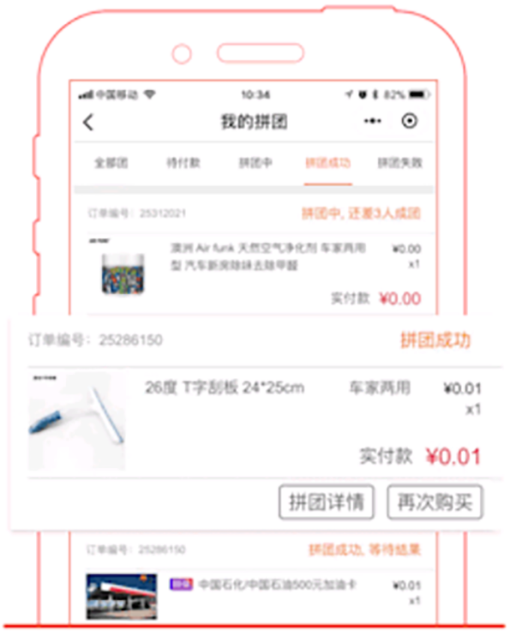 中国移动
10:34
82%
我的拼团
全部团 待付款 拼团中 拼团成功 拼团失败
订单编号: 25312021 拼团中, 还差3人成团
澳洲 Air funk 天然空气净化剂 车家两用 ¥0.00
型 汽车新房除味去除甲醛 x1
实付款 ¥0.00
订单编号: 25286150 拼团成功
26度 T字刮板 24*25cm 车家两用 ¥0.01
x1
实付款 ¥0.01
拼团详情 再次购买
订单编号: 25286150 拼团成功, 等待结果
中国石化/中国石油500元加油卡 ¥0.01
x1